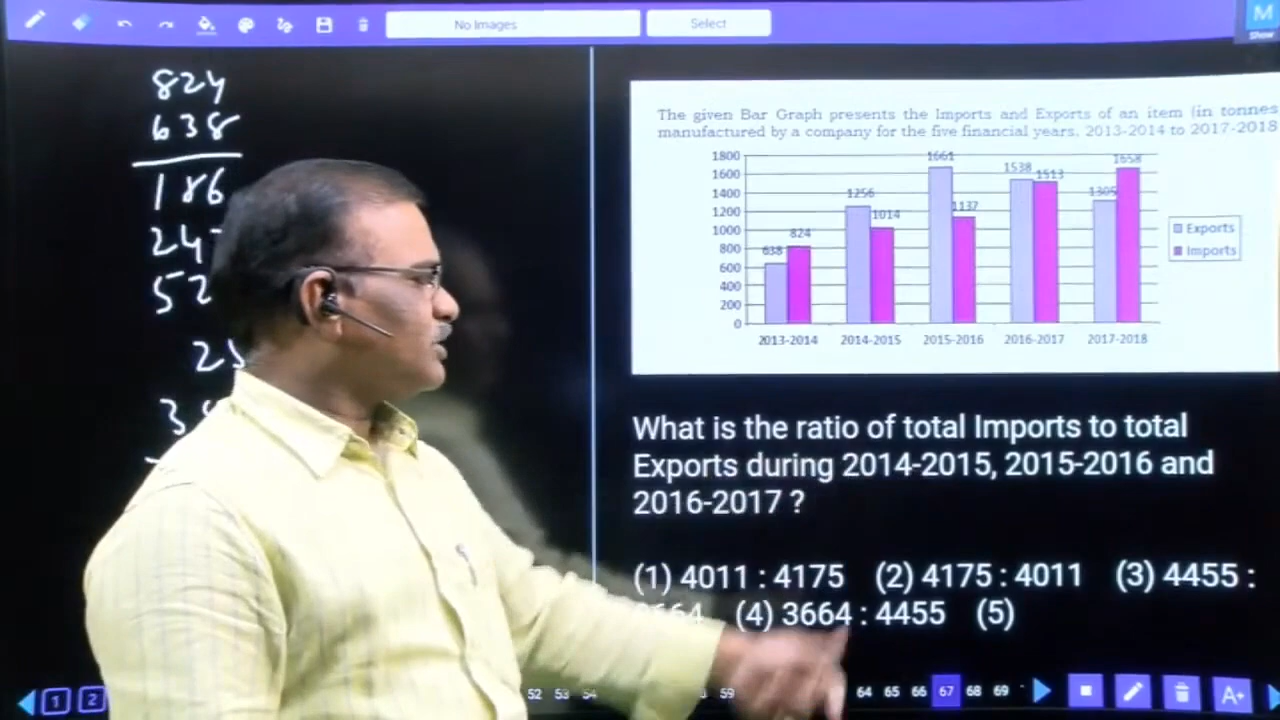 No Images
Select
M
Show
824
638
186
The given Bar Graph presents the Imports and Exports of an item (in tonnes
manufactured by a company for the five financial years, 2013-2014 to 2017-2018
1800
1600
1400
1200
1000
800
600
400
200
0
638
824
1256
1014
1661
1137
1538
1513
1305
1658
2013-2014
2014-2015
2015-2016
2016-2017
2017-2018
Exports
Imports
What is the ratio of total Imports to total
Exports during 2014-2015, 2015-2016 and
2016-2017 ?
(1) 4011 : 4175 (2) 4175 : 4011 (3) 4455 :
(4) 3664 : 4455 (5)
1 2 52 53 54 59 64 65 66 67 68 69 A+